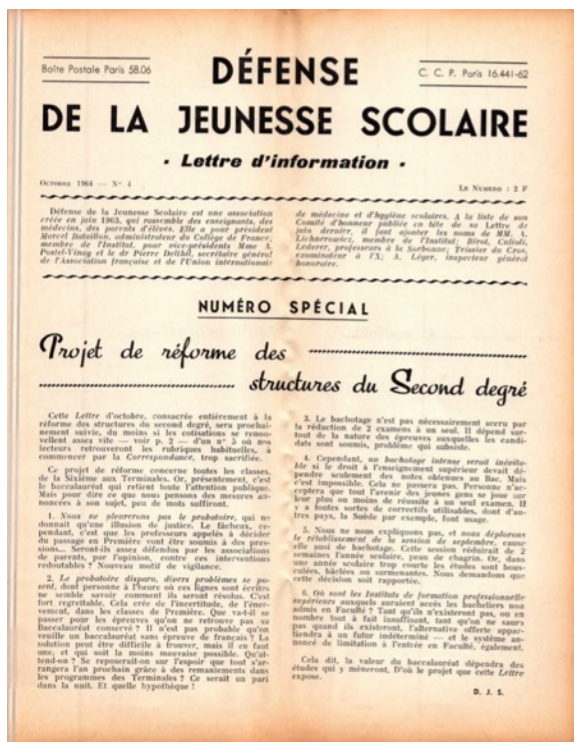 Boîte Postale Paris 58.06
C. C. P. Paris 16.441-62
DÉFENSE
DE LA JEUNESSE SCOLAIRE
· Lettre d'information ·
Octobre 1964 — N° 4
Le Numéro : 2 F
Défense de la Jeunesse Scolaire est une association
créée en juin 1963, qui rassemble des enseignants, des
médecins, des parents d'élèves. Elle a pour président
Marcel Bataillon, administrateur du Collège de France,
membre de l'Institut, pour vice-présidents Mme A.
Postel-Vinay et le dr Pierre Delthil, secrétaire général
de l'Association française et de l'Union internationale
de médecine et d'hygiène scolaires. A la liste de son
Comité d'honneur publiée en tête de sa Lettre de
juin dernier, il faut ajouter les noms de MM. A.
Lichnerowicz, membre de l'Institut; Birot, Culioli,
Lederer, professeurs à la Sorbonne; Teissier du Cros,
examinateur à l'X; A. Léger, inspecteur général
honoraire.
NUMÉRO SPÉCIAL
Projet de réforme des
structures du Second degré
Cette Lettre d'octobre, consacrée entièrement à la
réforme des structures du second degré, sera prochai-
nement suivie, du moins si les cotisations se renou-
vellent assez vite — voir p. 2 — d'un n° 5 où nos
lecteurs retrouveront les rubriques habituelles, à
commencer par la Correspondance, trop sacrifiée.
Ce projet de réforme concerne toutes les classes,
de la Sixième aux Terminales. Or, présentement, c'est
le baccalauréat qui retient toute l'attention publique.
Mais pour dire ce que nous pensons des mesures an-
noncées à son sujet, peu de mots suffiront.
1. Nous ne pleurerons pas le probatoire, qui ne
donnait qu'une illusion de justice. Le fâcheux, ce-
pendant, c'est que les professeurs appelés à décider
du passage en Première vont être soumis à des pres-
sions... Seront-ils assez défendus par les associations
de parents, par l'opinion, contre ces interventions
redoutables ? Nouveau motif de vigilance.
2. Le probatoire disparu, divers problèmes se po-
sent, dont personne à l'heure où ces lignes sont écrites
ne semble savoir comment ils seront résolus. C'est
fort regrettable. Cela crée de l'incertitude, de l'éner-
vement, dans les classes de Première. Que va-t-il se
passer pour les épreuves qu'on ne retrouve pas au
Baccalauréat conservé ? Il n'est pas probable qu'on
veuille un baccalauréat sans épreuve de français ! La
solution peut être difficile à trouver, mais il en faut
une, et qui soit la moins mauvaise possible. Qu'at-
tend-on ? Se reposerait-on sur l'espoir que tout s'ar-
rangera l'an prochain grâce à des remaniements dans
les programmes des Terminales ? Ce serait un pari
dans la nuit. Et quelle hypothèque !
3. Le bachotage n'est pas nécessairement accru par
la réduction de 2 examens à un seul. Il dépend sur-
tout de la nature des épreuves auxquelles les candi-
dats sont soumis, problème qui subsiste.
4. Cependant, un bachotage intense serait inévita-
ble si le droit à l'enseignement supérieur devait dé-
pendre seulement des notes obtenues au Bac. Mais
c'est impossible. Cela ne passera pas. Personne n'ac-
ceptera que tout l'avenir des jeunes gens se joue sur
leur plus ou moins de réussite à un seul examen. Il
y a toutes sortes de correctifs utilisables, dont d'au-
tres pays, la Suède par exemple, font usage.
5. Nous ne nous expliquons pas, et nous déplorons
le rétablissement de la session de septembre, cause
elle aussi de bachotage. Cette session réduirait de 2
semaines l'année scolaire, peau de chagrin. Or, dans
une année scolaire trop courte les études sont bous-
culées, bâclées ou surmenantes. Nous demandons que
cette décision soit rapportée.
6. Où sont les Instituts de formation professionnelle
supérieurs auxquels auraient accès les bacheliers non
admis en Faculté ? Tant qu'ils n'existeront pas, ou en
nombre tout à fait insuffisant, tant qu'on ne saura
pas quand ils existeront, l'alternative offerte appar-
tiendra à un futur indéterminé — et le système an-
noncé de limitation à l'entrée en Faculté, également.
Cela dit, la valeur du baccalauréat dépendra des
études qui y mèneront. D'où le projet que cette Lettre
expose.
D. J. S.